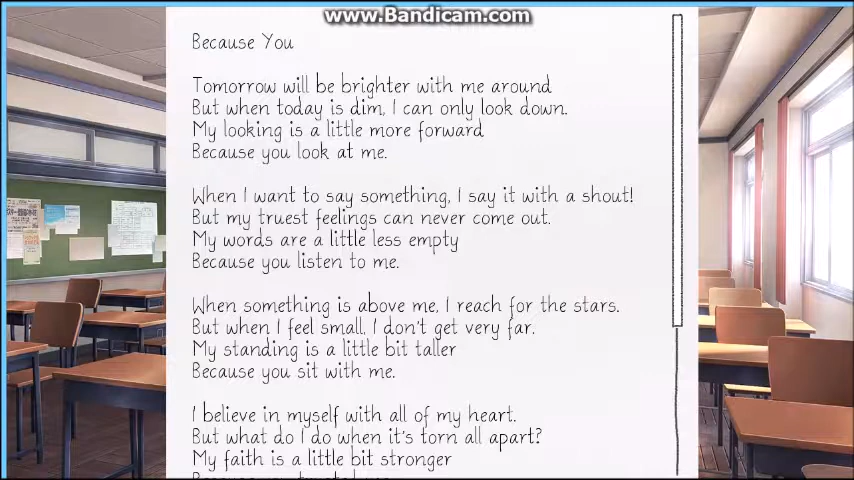 www.Bandicam.com
Because You
Tomorrow will be brighter with me around
But when today is dim, I can only look down.
My looking is a little more forward
Because you look at me.
When I want to say something, I say it with a shout!
But my truest feelings can never come out.
My words are a little less empty
Because you listen to me.
When something is above me, I reach for the stars.
But when I feel small, I don't get very far.
My standing is a little bit taller
Because you sit with me.
I believe in myself with all of my heart.
But what do I do when it's torn all apart?
My faith is a little bit stronger